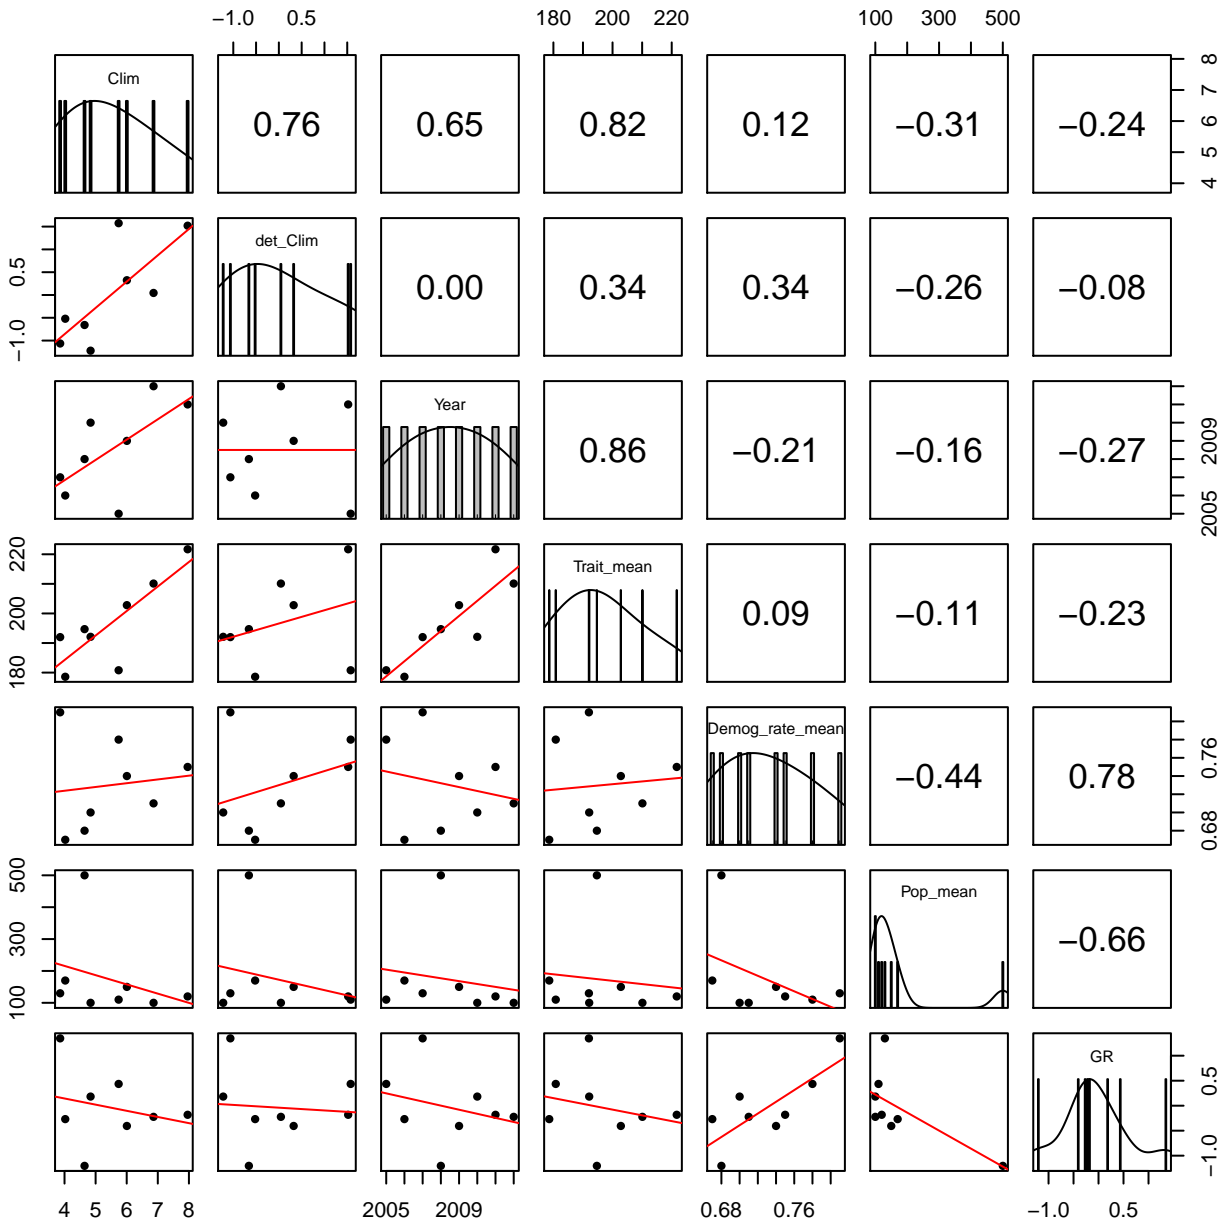 −1.0 0.5 180 200 220 100 300 500
Clim 0.76 0.65 0.82 0.12 −0.31 −0.24 4 5 6 7 8
−1.0 0.5 det_Clim 0.00 0.34 0.34 −0.26 −0.08
Year 0.86 −0.21 −0.16 −0.27 2005 2009
180 200 220 Trait_mean 0.09 −0.11 −0.23
Demog_rate_mean −0.44 0.78 0.68 0.76
100 300 500 Pop_mean −0.66
GR −1.0 0.5
4 5 6 7 8 2005 2009 0.68 0.76 −1.0 0.5